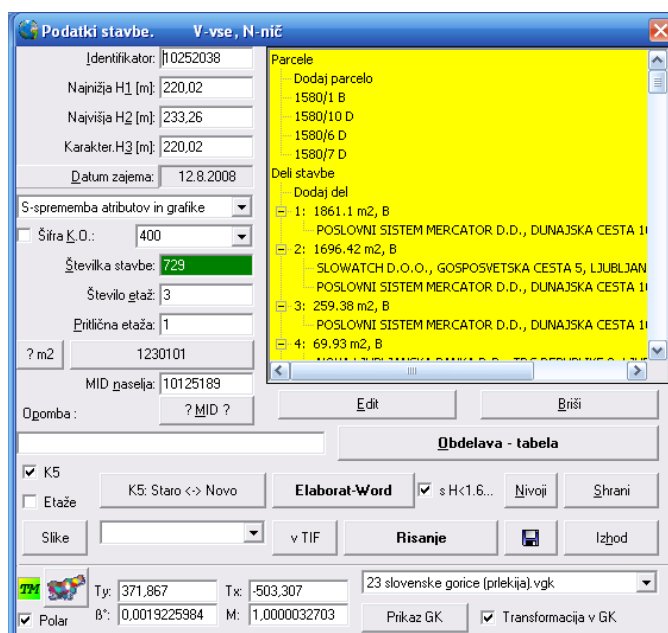 Podatki stavbe. V-vse, N-nič
Identifikator: 10252038
Najnižja H1 [m]: 220,02
Najvišja H2 [m]: 233,26
Karakter.H3 [m]: 220,02
Datum zajema: 12.8.2008
S-sprememba atributov in grafike
Šifra K.O.: 400
Številka stavbe: 729
Število etaž: 3
Pritlična etaža: 1
? m2 1230101
MID naselja: 10125189
Opomba : ? MID ?
Parcele
Dodaj parcelo
1580/1 B
1580/10 D
1580/6 D
1580/7 D
Deli stavbe
Dodaj del
1: 1861.1 m2, B
POSLOVNI SISTEM MERCATOR D.D., DUNAJSKA CESTA 1
2: 1696.42 m2, B
SLOWATCH D.O.O., GOSPOSVETSKA CESTA 5, LJUBLJAN
POSLOVNI SISTEM MERCATOR D.D., DUNAJSKA CESTA 1
3: 259.38 m2, B
POSLOVNI SISTEM MERCATOR D.D., DUNAJSKA CESTA 1
4: 69.93 m2, B
Edit Briši
Obdelava - tabela
K5
Etaže
K5: Staro <-> Novo Elaborat-Word s H<1.6... Nivoji Shrani
Slike v TIF Risanje Izhod
TM Ty: 371,867 Tx: -503,307 23 slovenske gorice (prlekija).vgk
Polar ß°: 0,0019225984 M: 1,0000032703 Prikaz GK Transformacija v GK